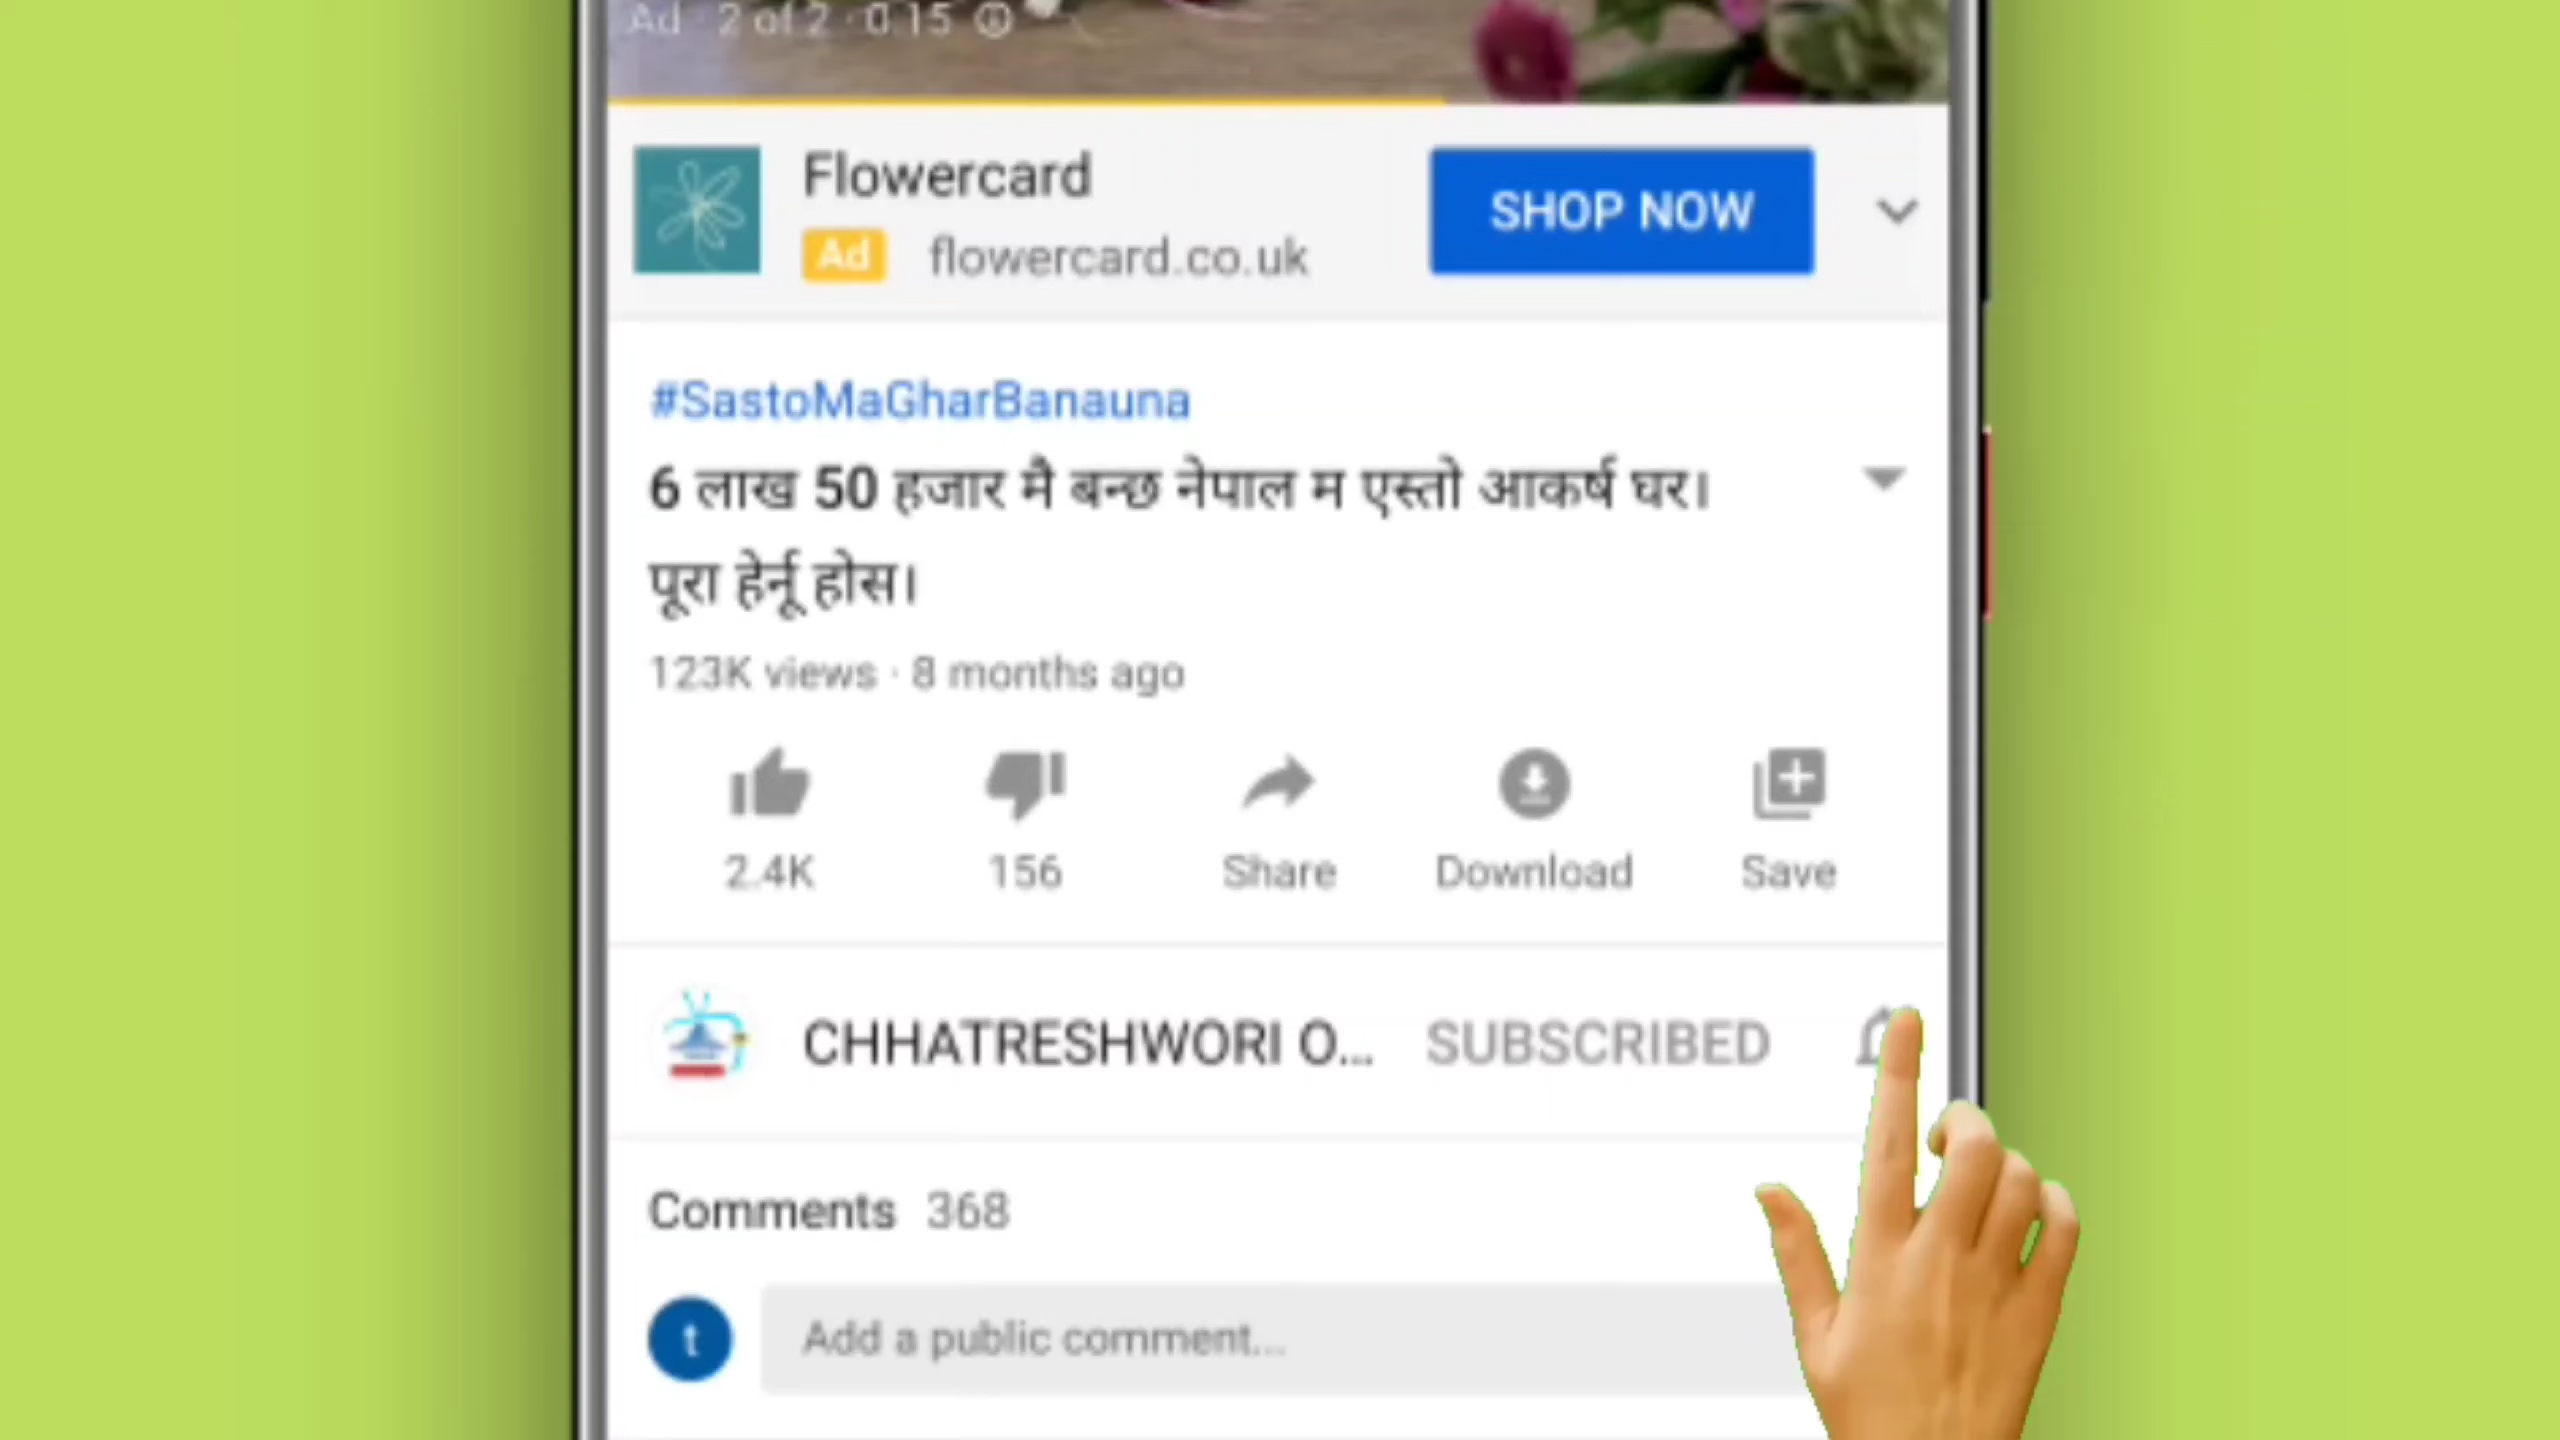 Ad · 2 of 2 · 0:15
Flowercard
SHOP NOW
Ad flowercard.co.uk
#SastoMaGharBanauna
6 लाख 50 हजार मै बन्छ नेपाल म एस्तो आकर्ष घर।
पूरा हेर्नू होस।
123K views · 8 months ago
2.4K 156 Share Download Save
CHHATRESHWORI O... SUBSCRIBED
Comments 368
t Add a public comment...